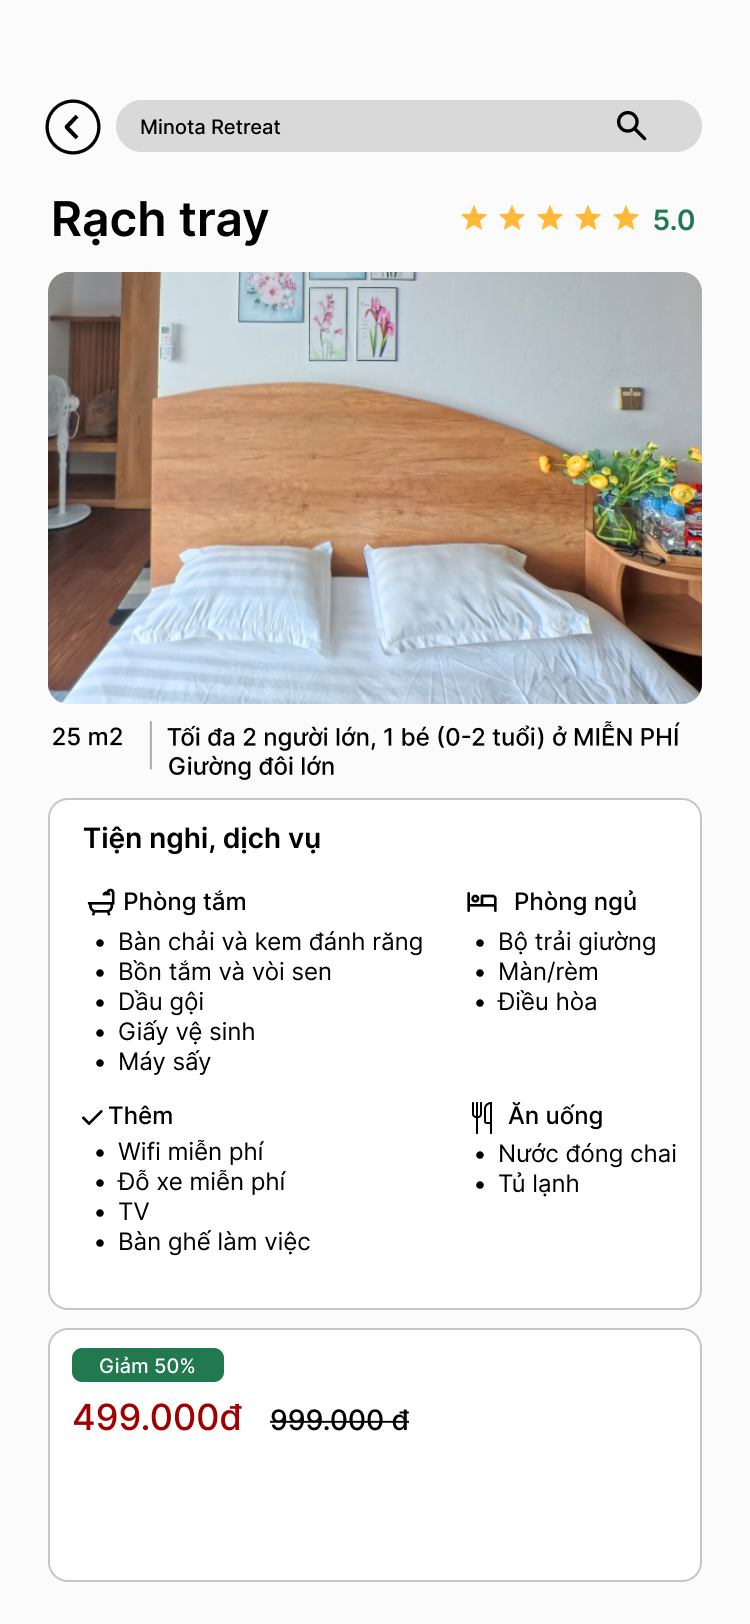 Minota Retreat
Rạch tray
5.0
25 m2
Tối đa 2 người lớn, 1 bé (0-2 tuổi) ở MIỄN PHÍ
Giường đôi lớn
Tiện nghi, dịch vụ
Phòng tắm
Bàn chải và kem đánh răng
Bồn tắm và vòi sen
Dầu gội
Giấy vệ sinh
Máy sấy
Phòng ngủ
Bộ trải giường
Màn/rèm
Điều hòa
Thêm
Wifi miễn phí
Đỗ xe miễn phí
TV
Bàn ghế làm việc
Ăn uống
Nước đóng chai
Tủ lạnh
Giảm 50%
499.000đ
999.000 đ